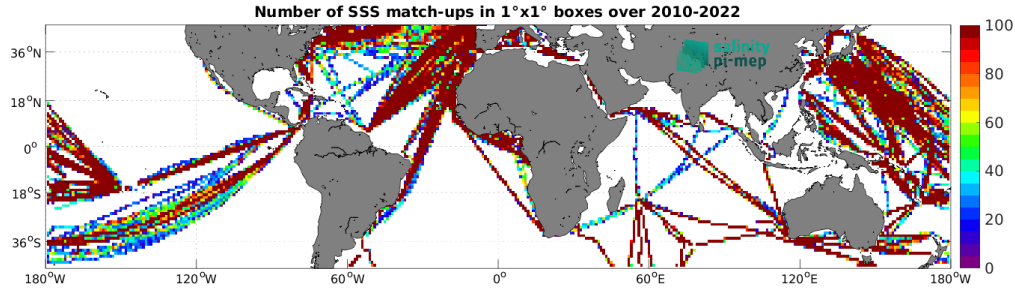 Number of SSS match-ups in 1°x1° boxes over 2010-2022
36°N
18°N
0°
18°S
36°S
180°W
120°W
60°W
0°
60°E
120°E
180°W
100
80
60
40
20
0
salinity
pi-mep